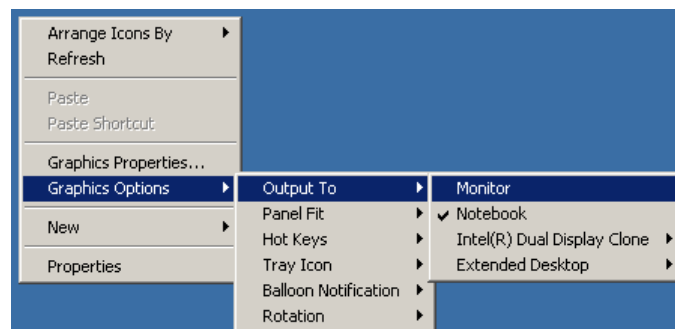 Arrange Icons By
Refresh
Paste
Paste Shortcut
Graphics Properties...
Graphics Options
New
Properties
Output To
Panel Fit
Hot Keys
Tray Icon
Balloon Notification
Rotation
Monitor
Notebook
Intel(R) Dual Display Clone
Extended Desktop